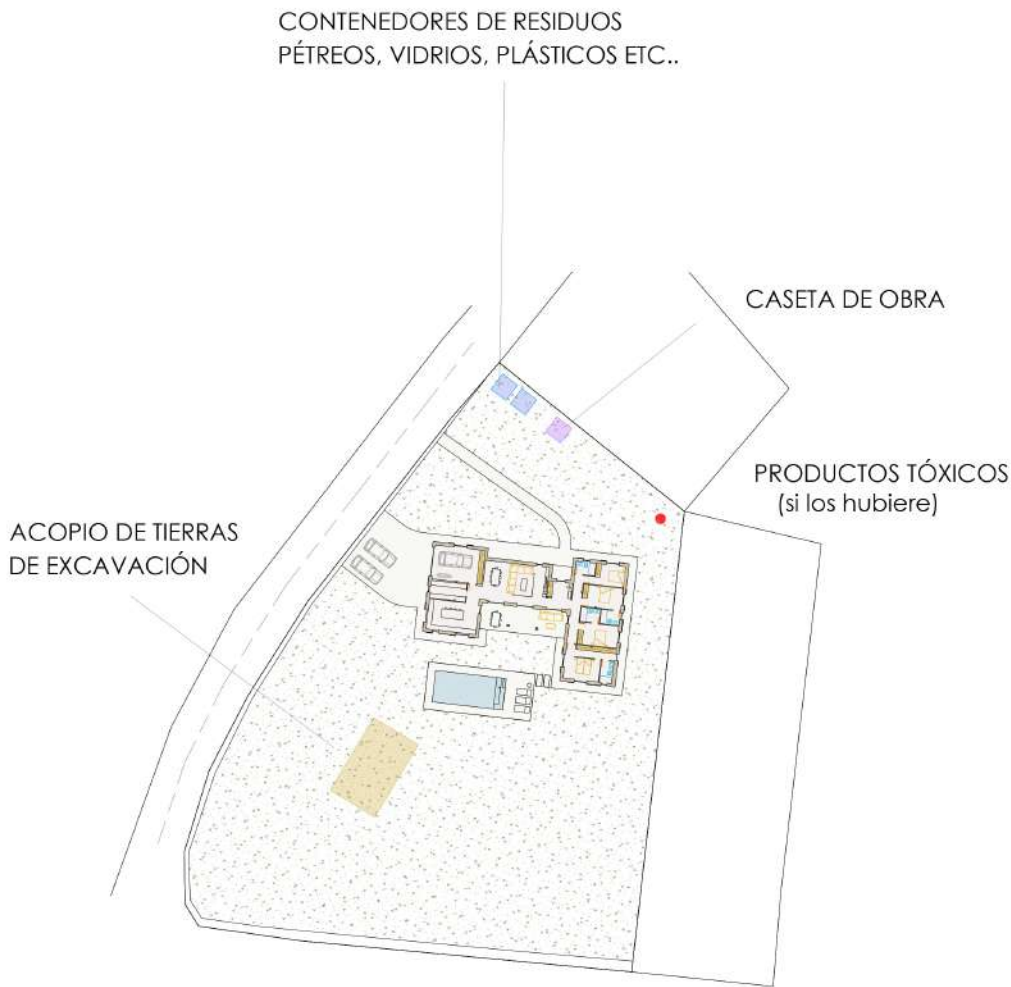 CONTENEDORES DE RESIDUOS
PÉTREOS, VIDRIOS, PLÁSTICOS ETC..
CASETA DE OBRA
PRODUCTOS TÓXICOS
(si los hubiere)
ACOPIO DE TIERRAS
DE EXCAVACIÓN